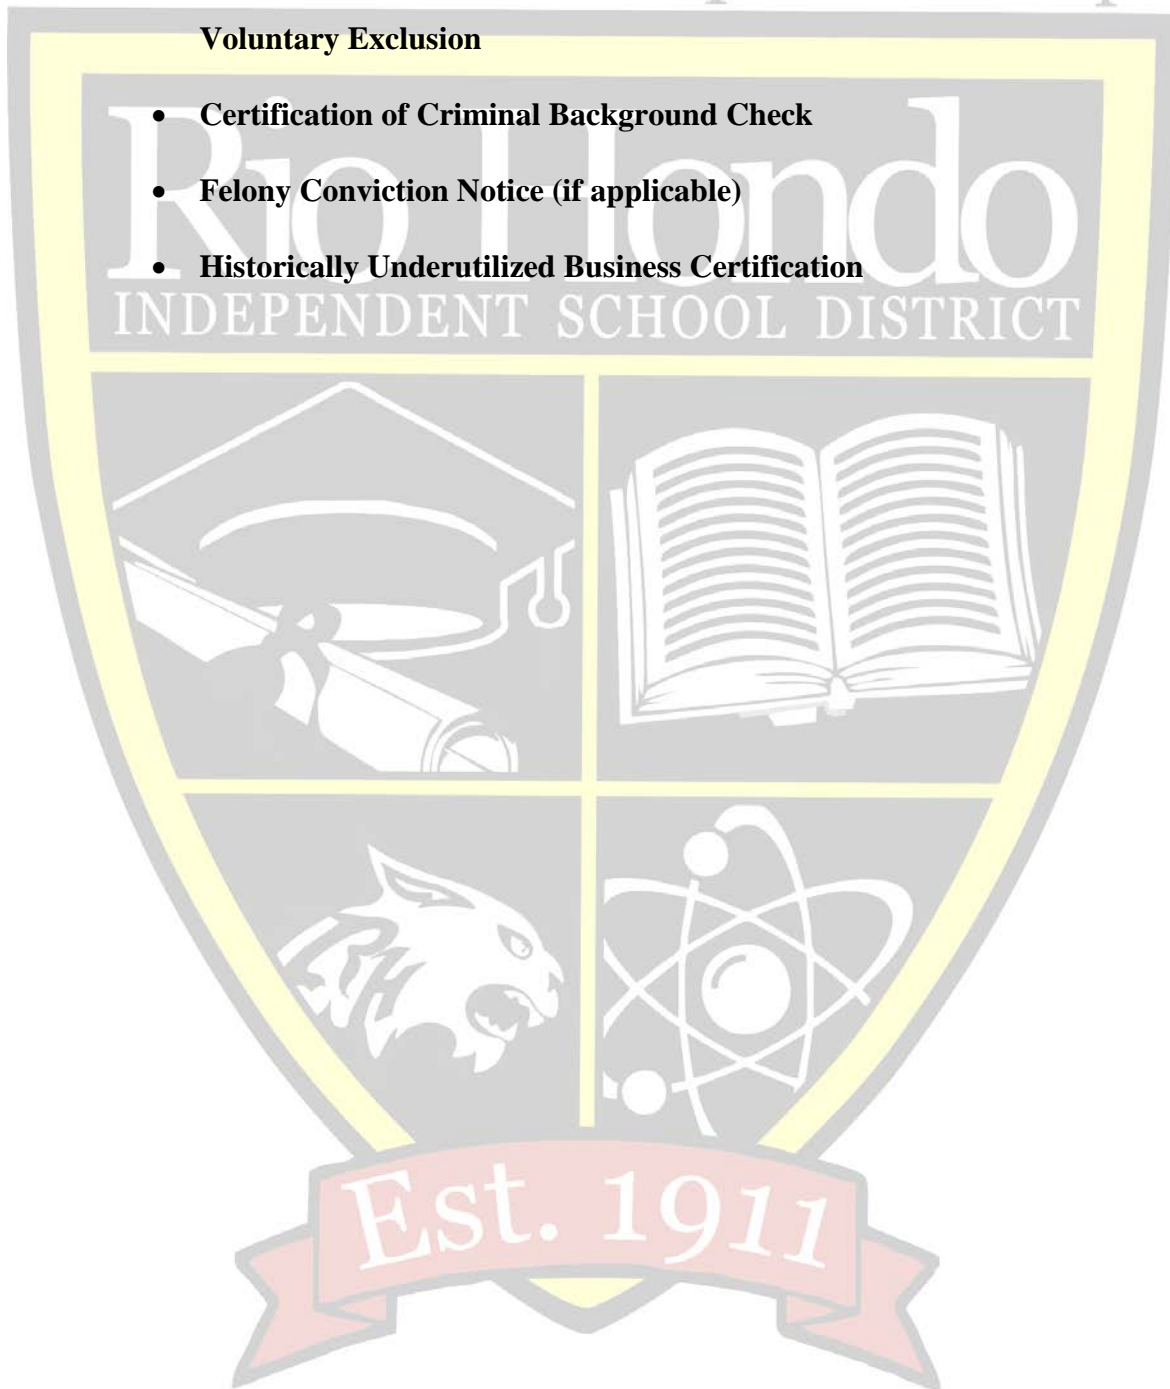 Voluntary Exclusion
• Certification of Criminal Background Check
• Felony Conviction Notice (if applicable)
• Historically Underutilized Business Certification
Rio Hondo
INDEPENDENT SCHOOL DISTRICT
RH
Est. 1911